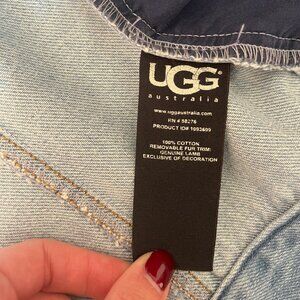 UGG
australia
www.uggaustralia.com
RN # 88276
PRODUCT ID# 1093609
100% COTTON
REMOVABLE FUR TRIM:
GENUINE LAMB
EXCLUSIVE OF DECORATION